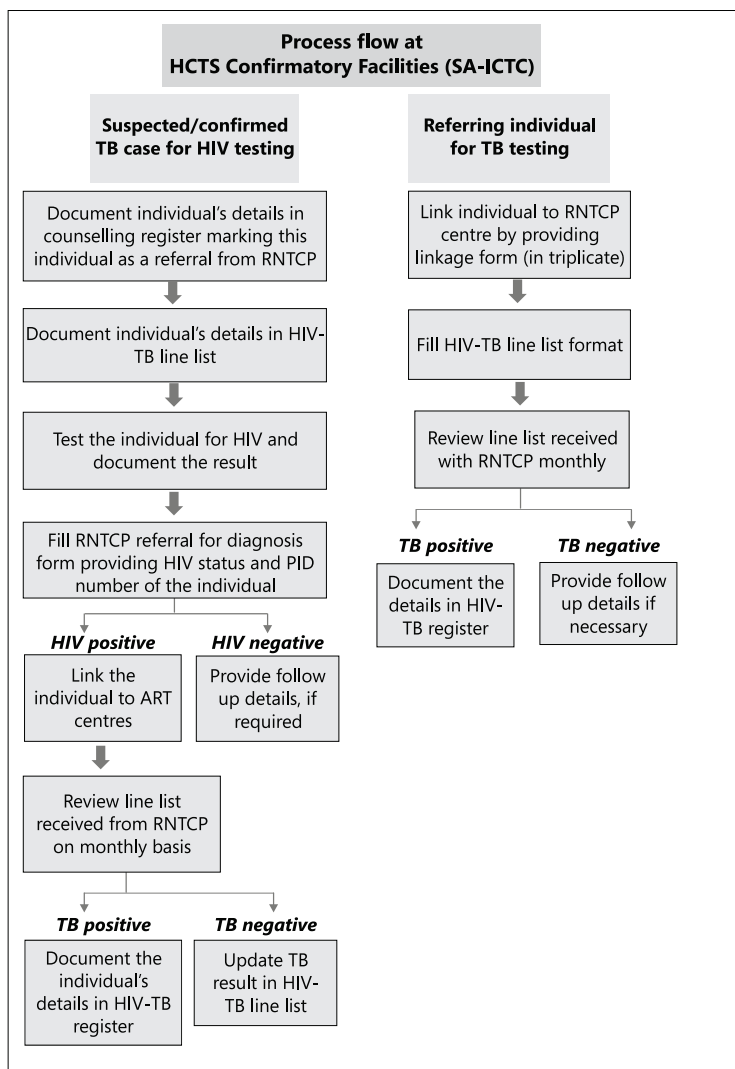 Process flow at
HCTS Confirmatory Facilities (SA-ICTC)
Suspected/confirmed
TB case for HIV testing
Document individual's details in
counselling register marking this
individual as a referral from RNTCP
Document individual's details in HIV-
TB line list
Test the individual for HIV and
document the result
Fill RNTCP referral for diagnosis
form providing HIV status and PID
number of the individual
HIV positive
Link the
individual to ART
centres
HIV negative
Provide follow
up details, if
required
Review line list
received from RNTCP
on monthly basis
TB positive
Document the
individual's
details in HIV-TB
register
TB negative
Update TB
result in HIV-
TB line list
Referring individual
for TB testing
Link individual to RNTCP
centre by providing
linkage form (in triplicate)
Fill HIV-TB line list format
Review line list received
with RNTCP monthly
TB positive
Document the
details in HIV-
TB register
TB negative
Provide follow
up details if
necessary